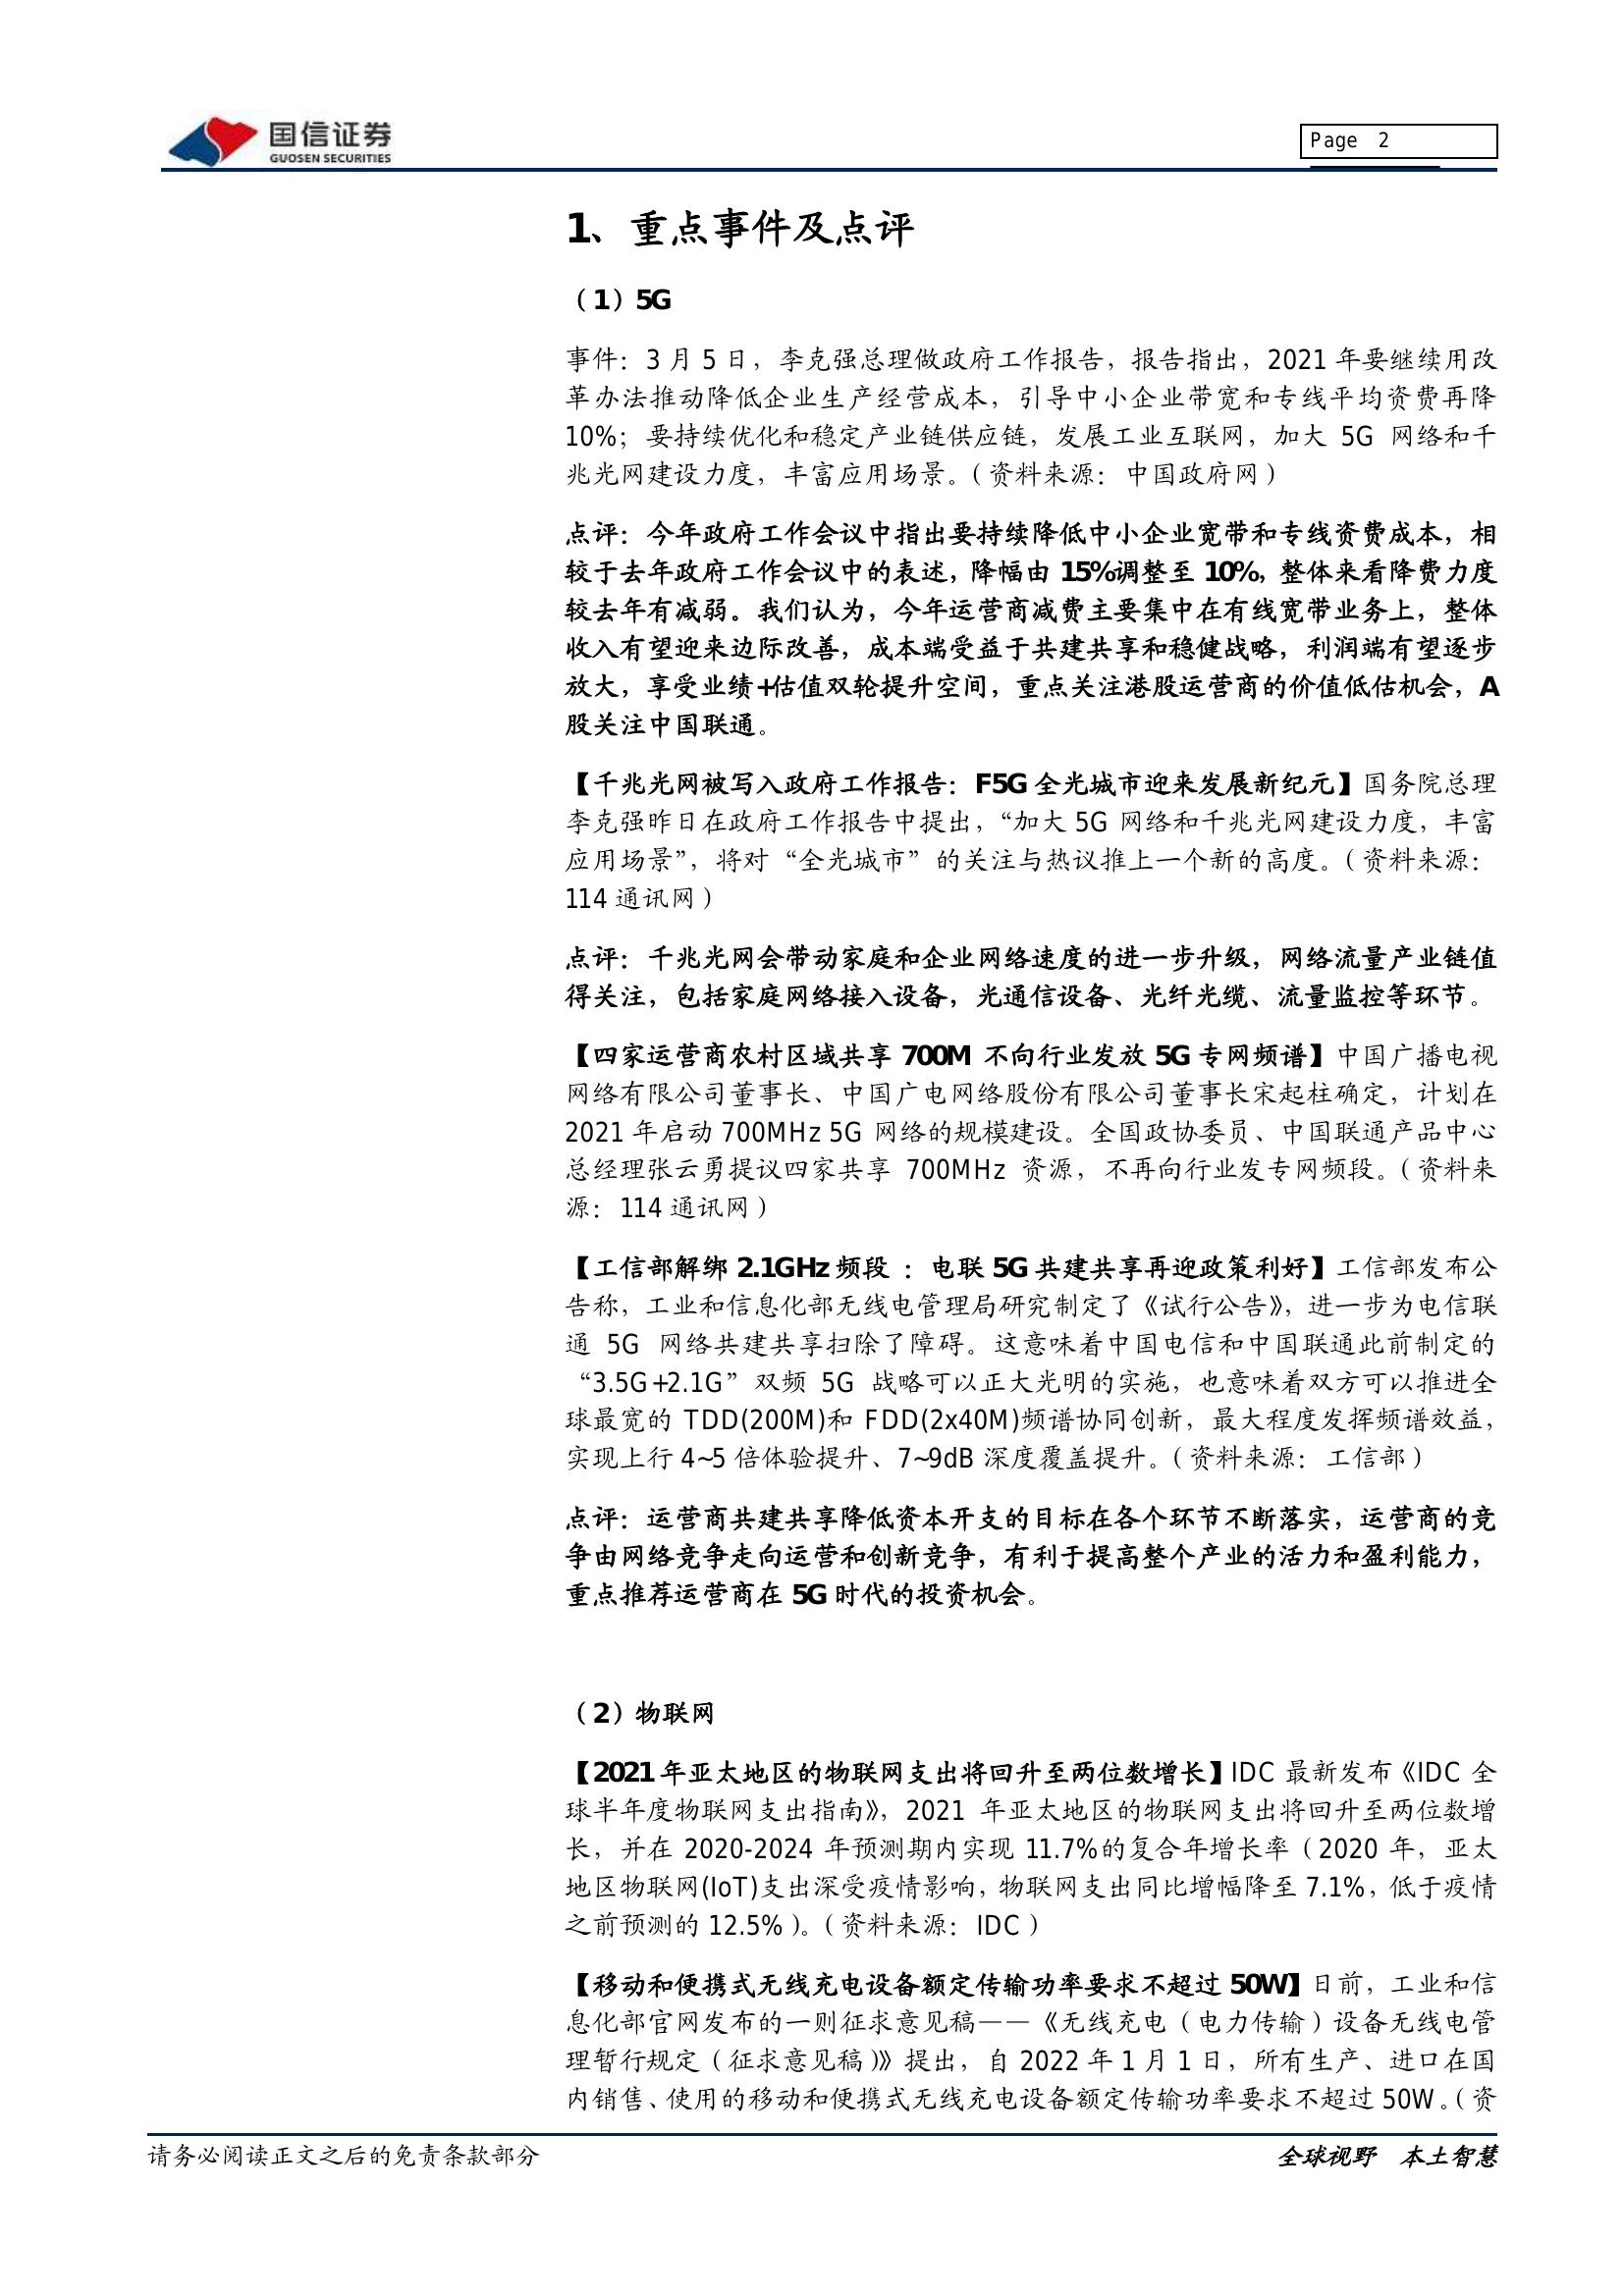 国信证券
GUOSEN SECURITIES
Page 2
1、重点事件及点评
（1）5G
事件：3 月 5 日，李克强总理做政府工作报告，报告指出，2021 年要继续用改
革办法推动降低企业生产经营成本，引导中小企业带宽和专线平均资费再降
10%；要持续优化和稳定产业链供应链，发展工业互联网，加大 5G 网络和千
兆光网建设力度，丰富应用场景。（资料来源：中国政府网）
点评：今年政府工作会议中指出要持续降低中小企业宽带和专线资费成本，相
较于去年政府工作会议中的表述，降幅由 15%调整至 10%，整体来看降费力度
较去年有减弱。我们认为，今年运营商减费主要集中在有线宽带业务上，整体
收入有望迎来边际改善，成本端受益于共建共享和稳健战略，利润端有望逐步
放大，享受业绩+估值双轮提升空间，重点关注港股运营商的价值低估机会，A
股关注中国联通。
【千兆光网被写入政府工作报告：F5G 全光城市迎来发展新纪元】国务院总理
李克强昨日在政府工作报告中提出，“加大 5G 网络和千兆光网建设力度，丰富
应用场景”，将对“全光城市”的关注与热议推上一个新的高度。（资料来源：
114 通讯网）
点评：千兆光网会带动家庭和企业网络速度的进一步升级，网络流量产业链值
得关注，包括家庭网络接入设备，光通信设备、光纤光缆、流量监控等环节。
【四家运营商农村区域共享 700M 不向行业发放 5G 专网频谱】中国广播电视
网络有限公司董事长、中国广电网络股份有限公司董事长宋起柱确定，计划在
2021 年启动 700MHz 5G 网络的规模建设。全国政协委员、中国联通产品中心
总经理张云勇提议四家共享 700MHz 资源，不再向行业发专网频段。（资料来
源：114 通讯网）
【工信部解绑 2.1GHz 频段 ：电联 5G 共建共享再迎政策利好】工信部发布公
告称，工业和信息化部无线电管理局研究制定了《试行公告》，进一步为电信联
通 5G 网络共建共享扫除了障碍。这意味着中国电信和中国联通此前制定的
“3.5G+2.1G”双频 5G 战略可以正大光明的实施，也意味着双方可以推进全
球最宽的 TDD(200M)和 FDD(2x40M)频谱协同创新，最大程度发挥频谱效益，
实现上行 4~5 倍体验提升、7~9dB 深度覆盖提升。（资料来源：工信部）
点评：运营商共建共享降低资本开支的目标在各个环节不断落实，运营商的竞
争由网络竞争走向运营和创新竞争，有利于提高整个产业的活力和盈利能力，
重点推荐运营商在 5G 时代的投资机会。
（2）物联网
【2021 年亚太地区的物联网支出将回升至两位数增长】IDC 最新发布《IDC 全
球半年度物联网支出指南》，2021 年亚太地区的物联网支出将回升至两位数增
长，并在 2020-2024 年预测期内实现 11.7%的复合年增长率（2020 年，亚太
地区物联网(IoT)支出深受疫情影响，物联网支出同比增幅降至 7.1%，低于疫情
之前预测的 12.5%）。（资料来源：IDC）
【移动和便携式无线充电设备额定传输功率要求不超过 50W】日前，工业和信
息化部官网发布的一则征求意见稿——《无线充电（电力传输）设备无线电管
理暂行规定（征求意见稿）》提出，自 2022 年 1 月 1 日，所有生产、进口在国
内销售、使用的移动和便携式无线充电设备额定传输功率要求不超过 50W。（资
请务必阅读正文之后的免责条款部分
全球视野 本土智慧